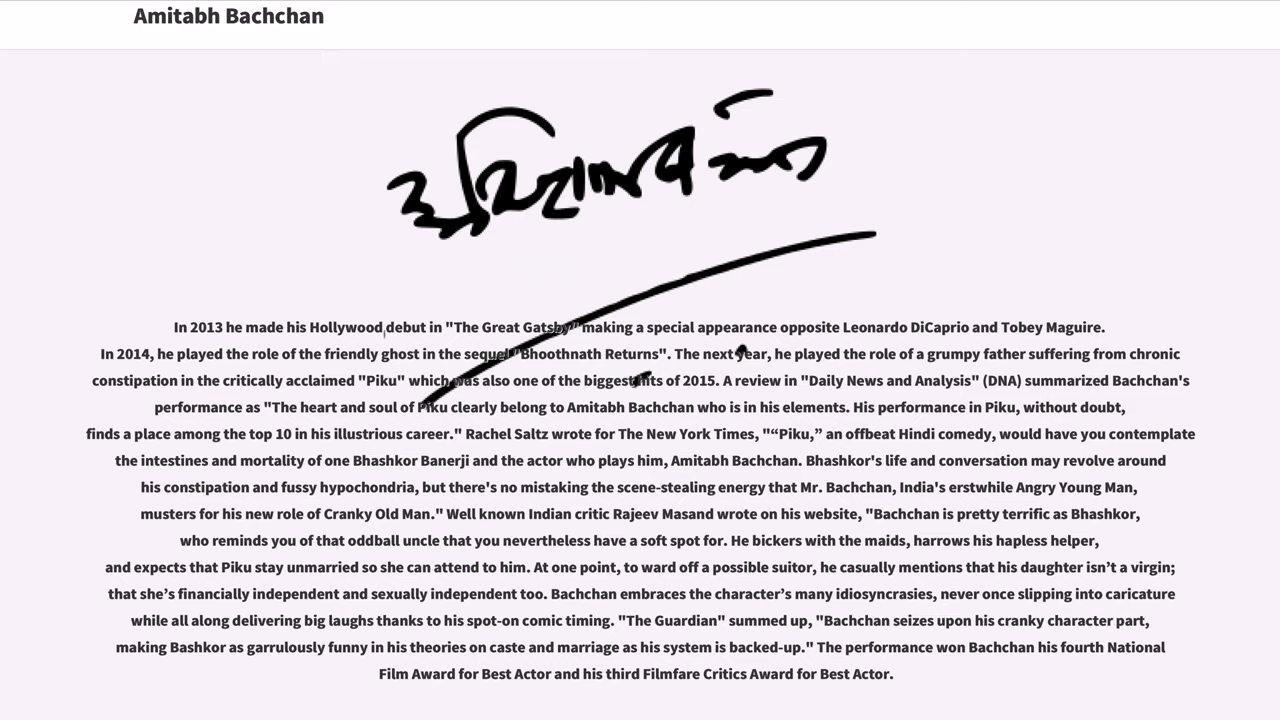 Amitabh Bachchan
In 2013 he made his Hollywood debut in "The Great Gatsby" making a special appearance opposite Leonardo DiCaprio and Tobey Maguire.
In 2014, he played the role of the friendly ghost in the sequel "Bhoothnath Returns". The next year, he played the role of a grumpy father suffering from chronic
constipation in the critically acclaimed "Piku" which was also one of the biggest hits of 2015. A review in "Daily News and Analysis" (DNA) summarized Bachchan's
performance as "The heart and soul of Piku clearly belong to Amitabh Bachchan who is in his elements. His performance in Piku, without doubt,
finds a place among the top 10 in his illustrious career." Rachel Saltz wrote for The New York Times, "“Piku,” an offbeat Hindi comedy, would have you contemplate
the intestines and mortality of one Bhashkor Banerji and the actor who plays him, Amitabh Bachchan. Bhashkor's life and conversation may revolve around
his constipation and fussy hypochondria, but there's no mistaking the scene-stealing energy that Mr. Bachchan, India's erstwhile Angry Young Man,
musters for his new role of Cranky Old Man." Well known Indian critic Rajeev Masand wrote on his website, "Bachchan is pretty terrific as Bhashkor,
who reminds you of that oddball uncle that you nevertheless have a soft spot for. He bickers with the maids, harrows his hapless helper,
and expects that Piku stay unmarried so she can attend to him. At one point, to ward off a possible suitor, he casually mentions that his daughter isn’t a virgin;
that she’s financially independent and sexually independent too. Bachchan embraces the character’s many idiosyncrasies, never once slipping into caricature
while all along delivering big laughs thanks to his spot-on comic timing. "The Guardian" summed up, "Bachchan seizes upon his cranky character part,
making Bashkor as garrulously funny in his theories on caste and marriage as his system is backed-up." The performance won Bachchan his fourth National
Film Award for Best Actor and his third Filmfare Critics Award for Best Actor.